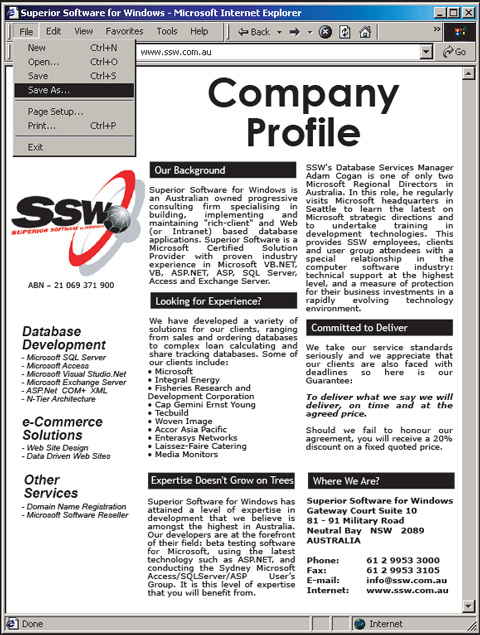 Superior Software for Windows - Microsoft Internet Explorer
File Edit View Favorites Tools Help
Back
www.ssw.com.au
Go
New Ctrl+N
Open... Ctrl+O
Save Ctrl+S
Save As...
Page Setup...
Print... Ctrl+P
Exit
Company
Profile
SSW
SUPERIOR SOFTWARE for WINDOWS
ABN – 21 069 371 900
Database
Development
- Microsoft SQL Server
- Microsoft Access
- Microsoft Visual Studio.Net
- Microsoft Exchange Server
- ASP.Net COM+ XML
- N-Tier Architecture
e-Commerce
Solutions
- Web Site Design
- Data Driven Web Sites
Other
Services
- Domain Name Registration
- Microsoft Software Reseller
Our Background
Superior Software for Windows is
an Australian owned progressive
consulting firm specialising in
building, implementing and
maintaining "rich-client" and Web
(or Intranet) based database
applications. Superior Software is a
Microsoft Certified Solution
Provider with proven industry
experience in Microsoft VB.NET,
VB, ASP.NET, ASP, SQL Server,
Access and Exchange Server.
Looking for Experience?
We have developed a variety of
solutions for our clients, ranging
from sales and ordering databases
to complex loan calculating and
share tracking databases. Some of
our clients include:
• Microsoft
• Integral Energy
• Fisheries Research and
Development Corporation
• Cap Gemini Ernst Young
• Tecbuild
• Woven Image
• Accor Asia Pacific
• Enterasys Networks
• Laissez-Faire Catering
• Media Monitors
Expertise Doesn't Grow on Trees
Superior Software for Windows has
attained a level of expertise in
development that we believe is
amongst the highest in Australia.
Our developers are at the forefront
of their field: beta testing software
for Microsoft, using the latest
technology such as ASP.NET, and
conducting the Sydney Microsoft
Access/SQLServer/ASP User's
Group. It is this level of expertise
that you will benefit from.
SSW's Database Services Manager
Adam Cogan is one of only two
Microsoft Regional Directors in
Australia. In this role, he regularly
visits Microsoft headquarters in
Seattle to learn the latest on
Microsoft strategic directions and
to undertake training in
development technologies. This
provides SSW employees, clients
and user group attendees with a
special relationship in the
computer software industry:
technical support at the highest
level, and a measure of protection
for their business investments in a
rapidly evolving technology
environment.
Committed to Deliver
We take our service standards
seriously and we appreciate that
our clients are also faced with
deadlines so here is our
Guarantee:
To deliver what we say we will
deliver, on time and at the
agreed price.
Should we fail to honour our
agreement, you will receive a 20%
discount on a fixed quoted price.
Where We Are?
Superior Software for Windows
Gateway Court Suite 10
81 - 91 Military Road
Neutral Bay NSW 2089
AUSTRALIA
Phone: 61 2 9953 3000
Fax: 61 2 9953 3105
E-mail: info@ssw.com.au
Internet: www.ssw.com.au
Done
Internet